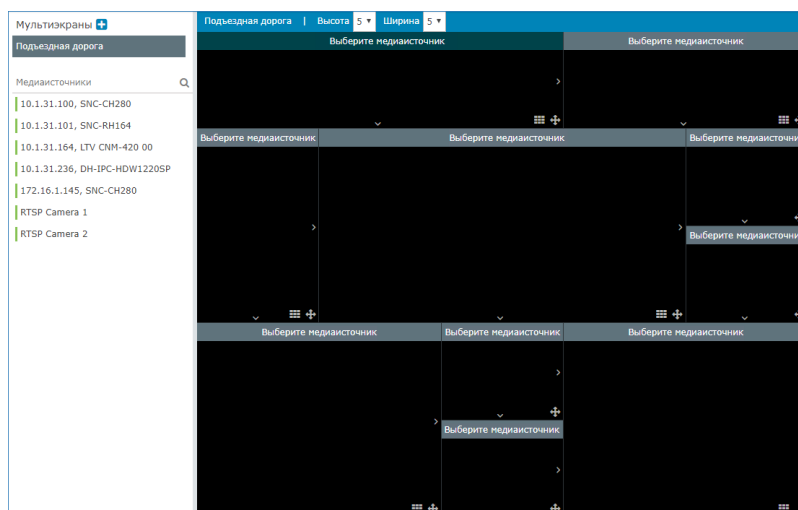 Мультиэкраны
Подъездная дорога
Медиаисточники
10.1.31.100, SNC-CH280
10.1.31.101, SNC-RH164
10.1.31.164, LTV CNM-420 00
10.1.31.236, DH-IPC-HDW1220SP
172.16.1.145, SNC-CH280
RTSP Camera 1
RTSP Camera 2
Подъездная дорога | Высота 5 Ширина 5
Выберите медиаисточник Выберите медиаисточник
Выберите медиаисточник Выберите медиаисточник Выберите медиаисточни
Выберите медиаисточни
Выберите медиаисточник Выберите медиаисточник Выберите медиаисточник
Выберите медиаисточник